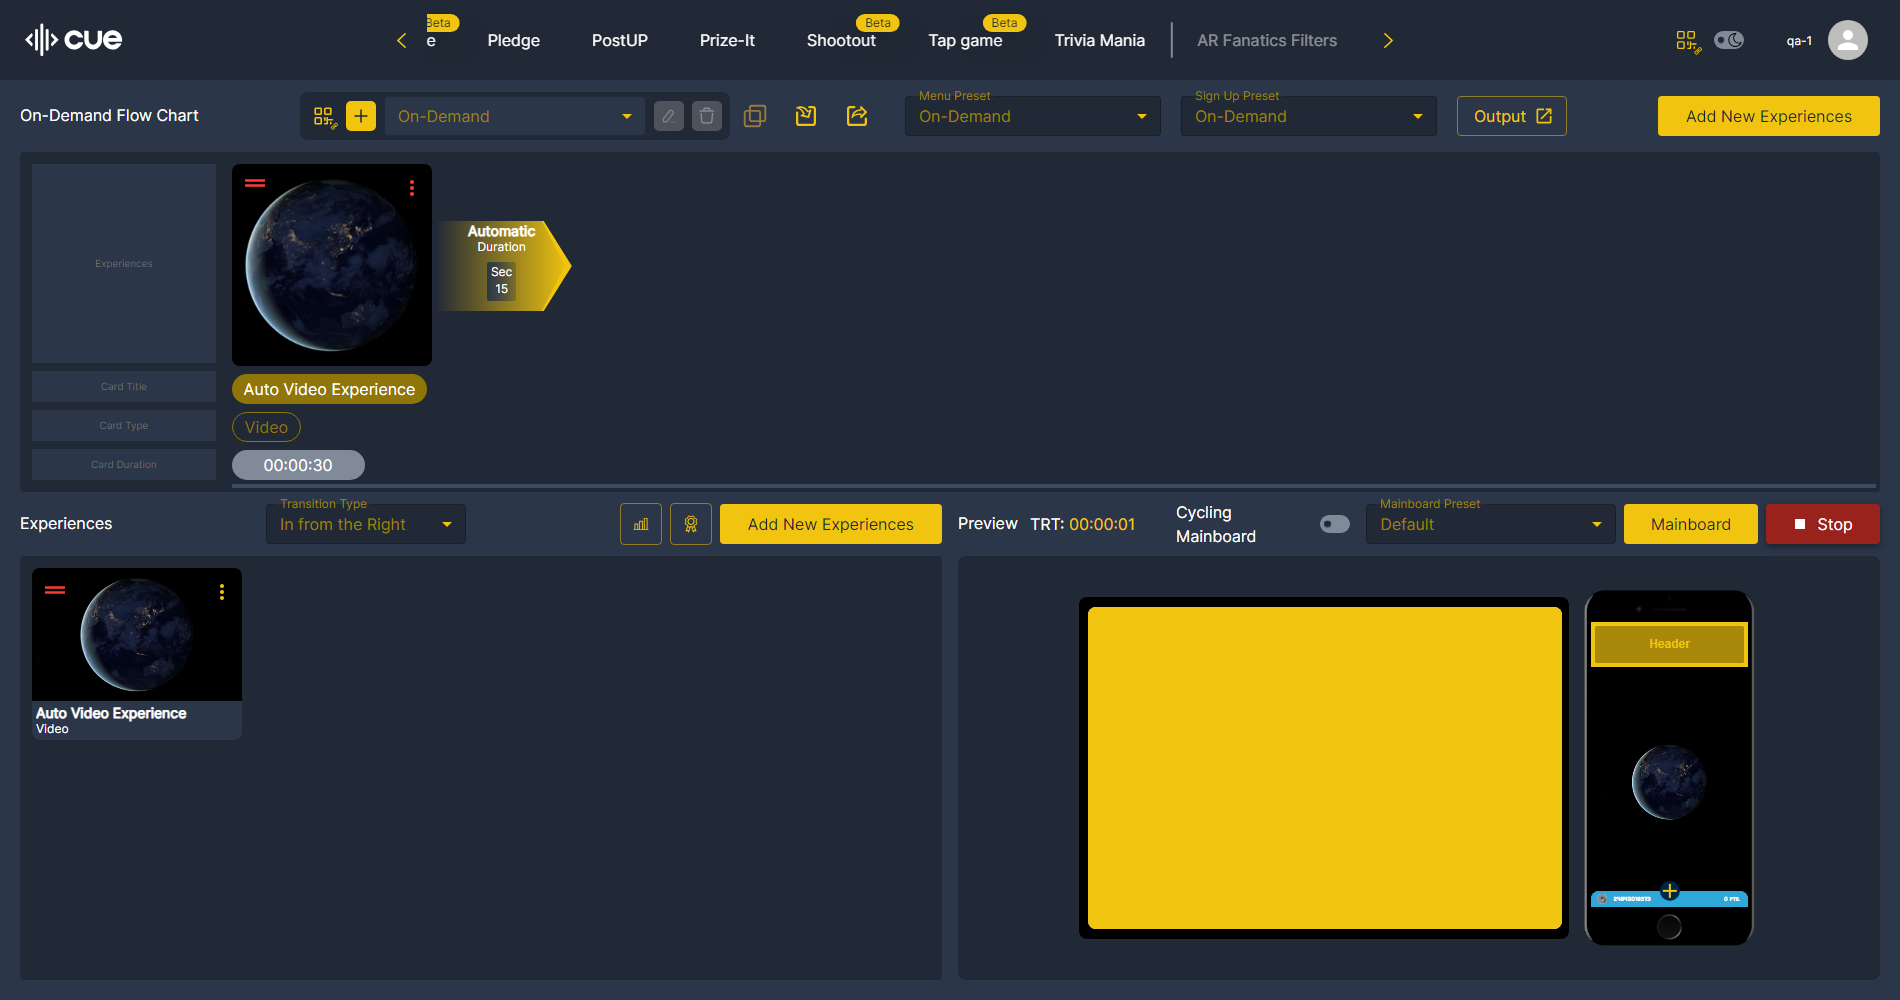 cue
Beta
e
Pledge
PostUP
Prize-It
Beta
Shootout
Beta
Tap game
Trivia Mania
AR Fanatics Filters
qa-1
On-Demand Flow Chart
On-Demand
Menu Preset
On-Demand
Sign Up Preset
On-Demand
Output
Add New Experiences
Experiences
Automatic
Duration
Sec
15
Card Title
Auto Video Experience
Card Type
Video
Card Duration
00:00:30
Experiences
Transition Type
In from the Right
Add New Experiences
Preview
TRT: 00:00:01
Cycling
Mainboard
Mainboard Preset
Default
Mainboard
Stop
Auto Video Experience
Video
Header
0 PTS.